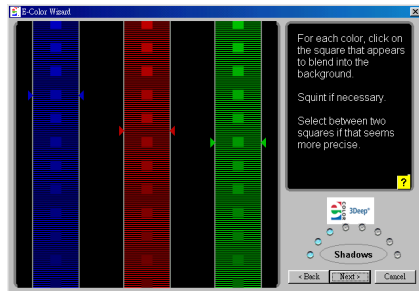 E-Color Wizard
For each color, click on
the square that appears
to blend into the
background.
Squint if necessary.
Select between two
squares if that seems
more precise.
?
COLOR
3Deep®
Shadows
< Back
Next >
Cancel